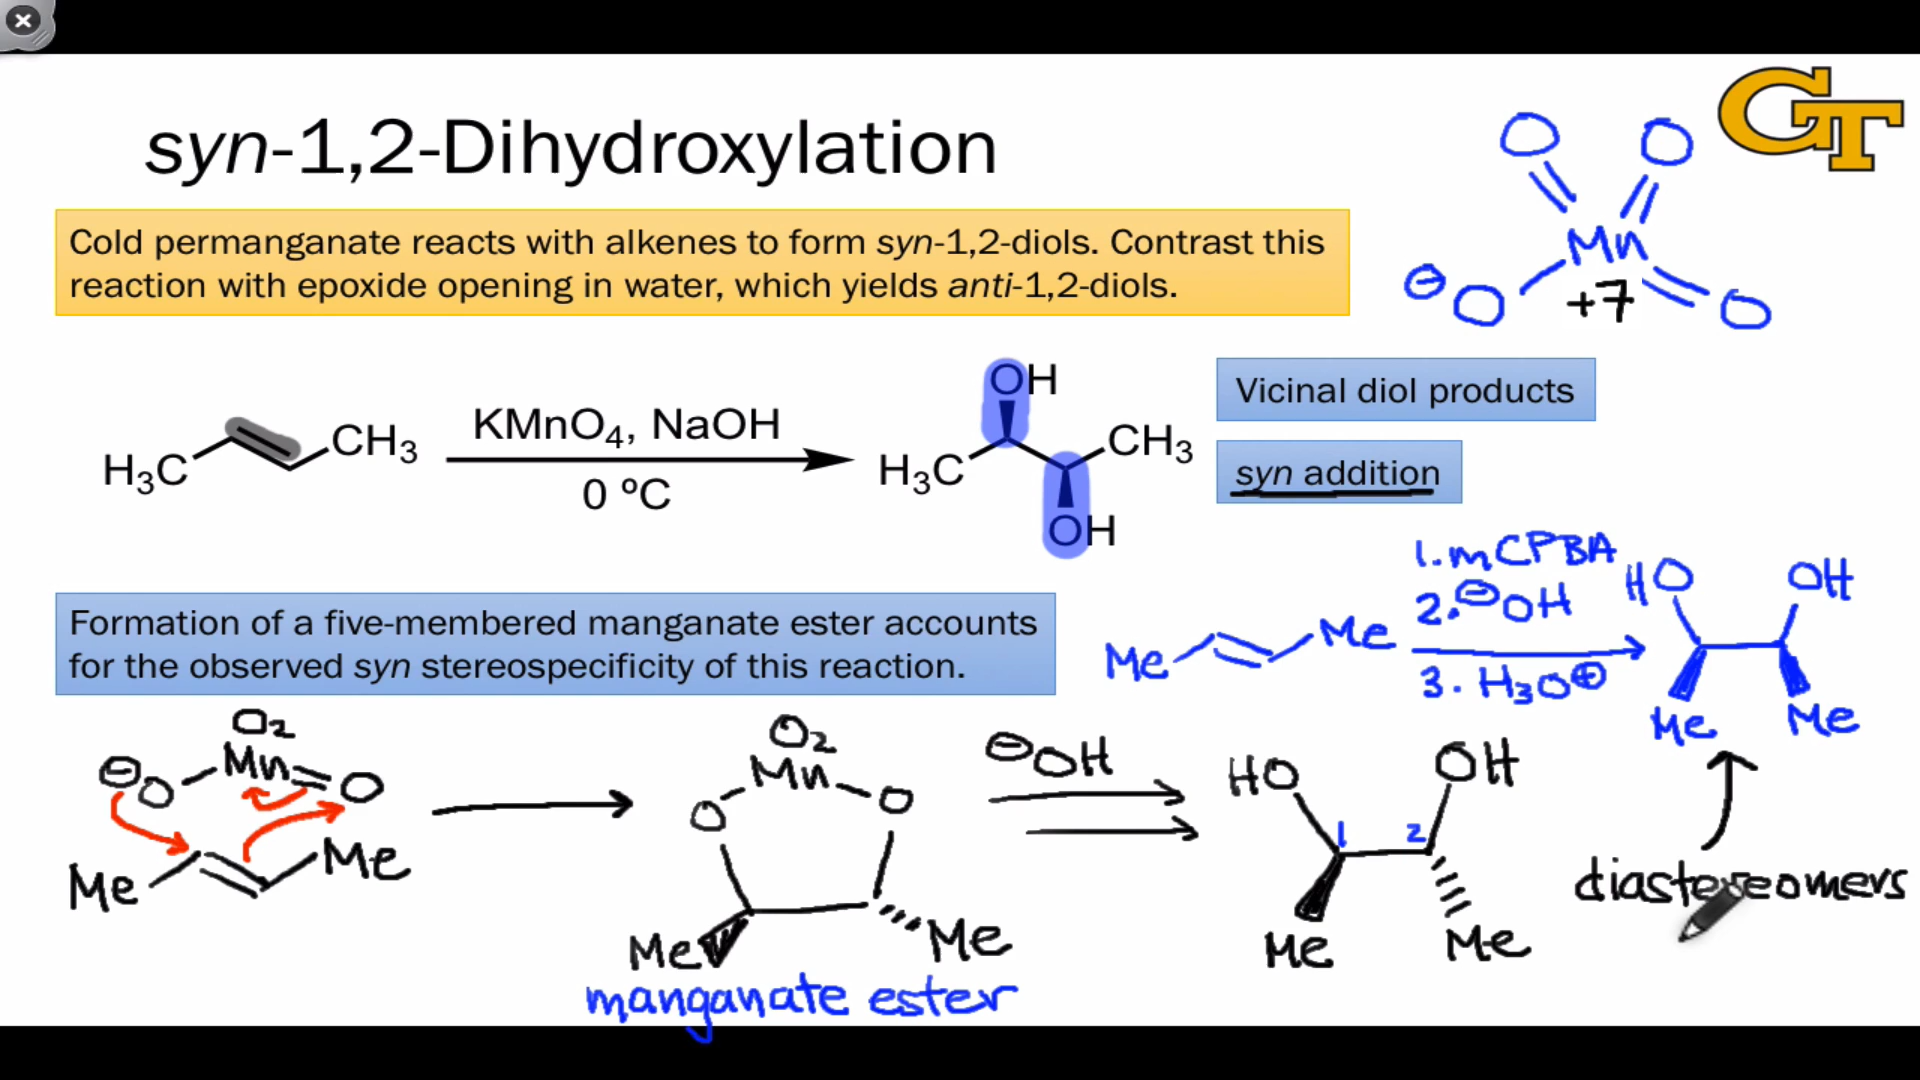 syn-1,2-Dihydroxylation
GT
Cold permanganate reacts with alkenes to form syn-1,2-diols. Contrast this
reaction with epoxide opening in water, which yields anti-1,2-diols.
O O
Mn
⊖ O +7 O
H₃C CH₃
KMnO₄, NaOH
0 ºC
OH
H₃C CH₃
OH
Vicinal diol products
syn addition
Formation of a five-membered manganate ester accounts
for the observed syn stereospecificity of this reaction.
Me Me
1. mCPBA
2. ⊖OH
3. H₃O⊕
HO OH
Me Me
O₂
⊖O Mn O
Me Me
O₂
Mn
O O
Me Me
manganate ester
⊖OH
HO OH
1 2
Me Me
diastereomers